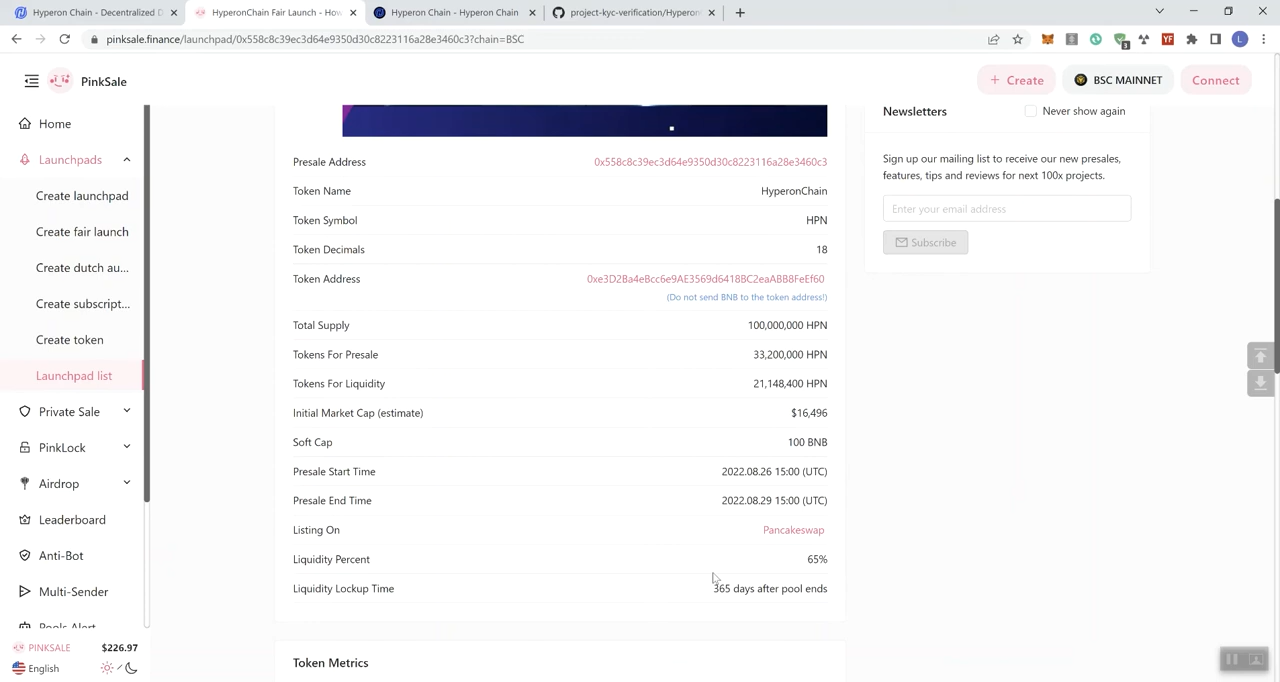 Hyperon Chain - Decentralized D
HyperonChain Fair Launch - How
Hyperon Chain - Hyperon Chain
project-kyc-verification/Hyperon
pinksale.finance/launchpad/0x558c8c39ec3d64e9350d30c8223116a28e3460c3?chain=BSC
3
YF
L
PinkSale
Create
BSC MAINNET
Connect
Home
Launchpads
Create launchpad
Create fair launch
Create dutch au...
Create subscript...
Create token
Launchpad list
Private Sale
PinkLock
Airdrop
Leaderboard
Anti-Bot
Multi-Sender
Pools Alert
PINKSALE $226.97
English
Presale Address 0x558c8c39ec3d64e9350d30c8223116a28e3460c3
Token Name HyperonChain
Token Symbol HPN
Token Decimals 18
Token Address 0xe3D2Ba4eBcc6e9AE3569d6418BC2eaABB8FeEf60
(Do not send BNB to the token address!)
Total Supply 100,000,000 HPN
Tokens For Presale 33,200,000 HPN
Tokens For Liquidity 21,148,400 HPN
Initial Market Cap (estimate) $16,496
Soft Cap 100 BNB
Presale Start Time 2022.08.26 15:00 (UTC)
Presale End Time 2022.08.29 15:00 (UTC)
Listing On Pancakeswap
Liquidity Percent 65%
Liquidity Lockup Time 365 days after pool ends
Token Metrics
Newsletters
Never show again
Sign up our mailing list to receive our new presales,
features, tips and reviews for next 100x projects.
Enter your email address
Subscribe